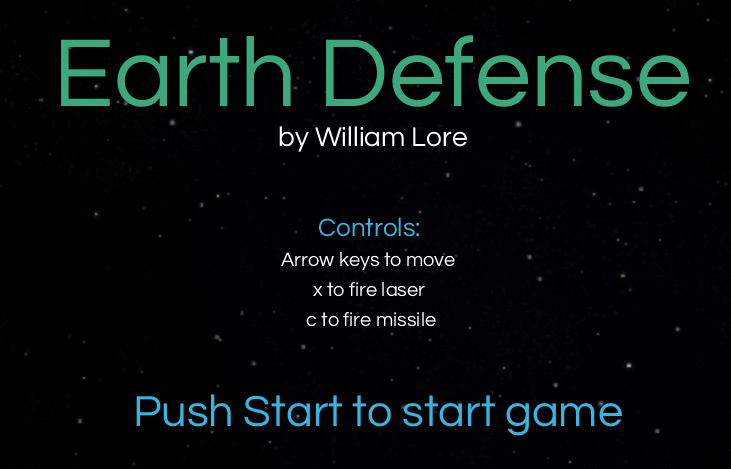 Earth Defense
by William Lore
Controls:
Arrow keys to move
x to fire laser
c to fire missile
Push Start to start game